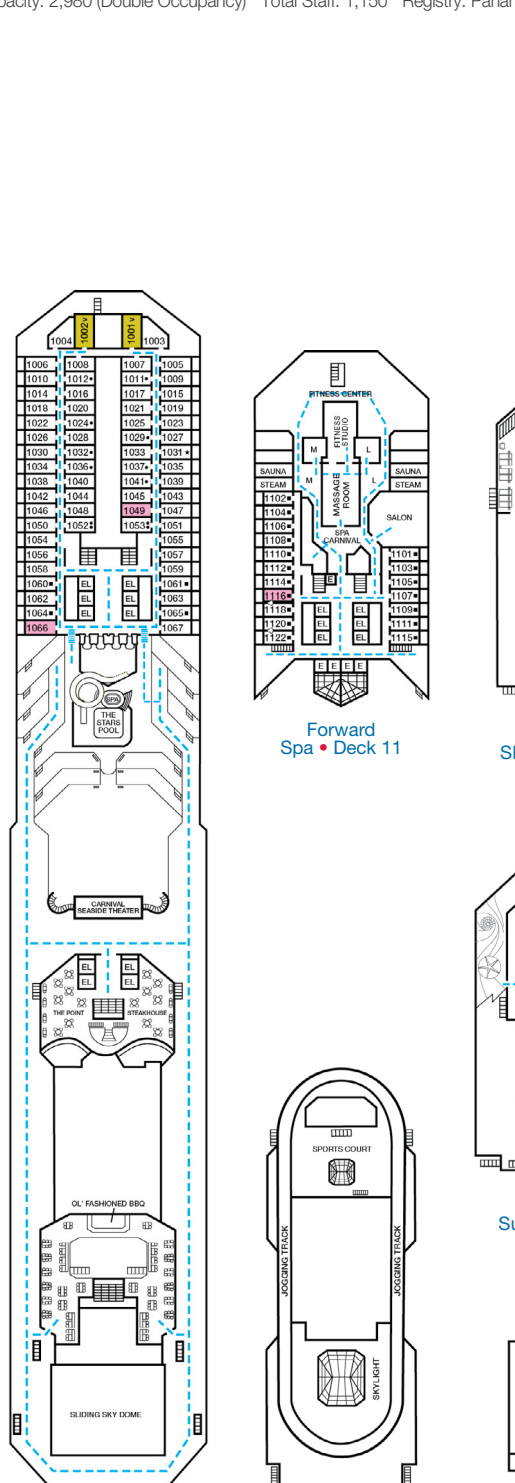 pacity: 2,980 (Double Occupancy) Total Staff: 1,150 Registry: Panam
1002v 1001v
1004 1003
1006 1008 1007 1005
1010 1012 1011 1009
1014 1016 1017 1015
1018 1020 1021 1019
1022 1024 1025 1023
1026 1028 1029 1027
1030 1032 1033 1031★
1034 1036 1037 1035
1038 1040 1041 1039
1042 1044 1045 1043
1046 1048 1049 1047
1050 1052 1053 1051
1054 1055
1056 1057
1058 1059
1060 EL EL 1061
1062 EL EL 1063
1064 EL EL 1065
1066 1067
SPA
THE
STARS
POOL
CARNIVAL
SEASIDE THEATER
EL EL
EL EL
THE POINT STEAKHOUSE
OL' FASHIONED BBQ
SLIDING SKY DOME
FITNESS CENTER
FITNESS
STUDIO
M L
SAUNA SAUNA
STEAM M L STEAM
MASSAGE
ROOM
SALON
SPA
CARNIVAL
1102
1104
1106
1108
1110 1101
1112 1103
1114 E 1105
1116 1107
1118 EL EL 1109
1120 EL EL 1111
1122 EL EL 1115
E E E E
Forward
Spa • Deck 11
SPORTS COURT
JOGGING TRACK JOGGING TRACK
SKYLIGHT
Su